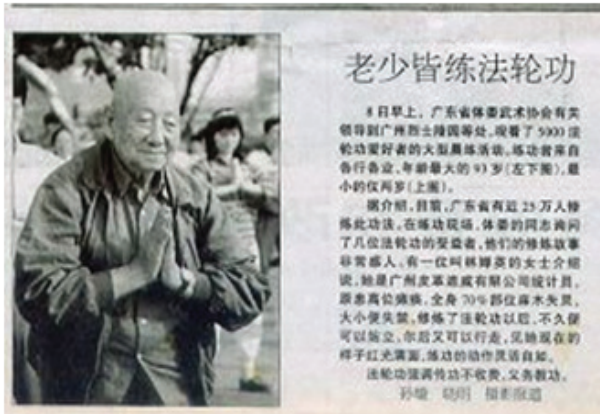 老少皆练法轮功
8日早上，广东省体委武术协会有关
领导到广州烈士陵园等处，观看了5000法
轮功爱好者的大型晨练活动。练功者来自
各行各业，年龄最大的93岁(左下图)，最
小的仅两岁(上图)。
据介绍，目前，广东省有近25万人修
炼此功法。在练功现场，体委的同志询问
了几位法轮功的受益者，他们的修炼故事
非常感人。有一位叫林婵英的女士介绍
说，她是广州皮革迪威有限公司统计员，
原患高位瘫痪，全身70%部位麻木失灵，
大小便失禁，修炼了法轮功以后，不久便
可以站立，尔后又可以行走，见她现在的
样子红光满面，练功的动作灵活自如。
法轮功强调传功不收费，义务教功。
晓明 摄影报道